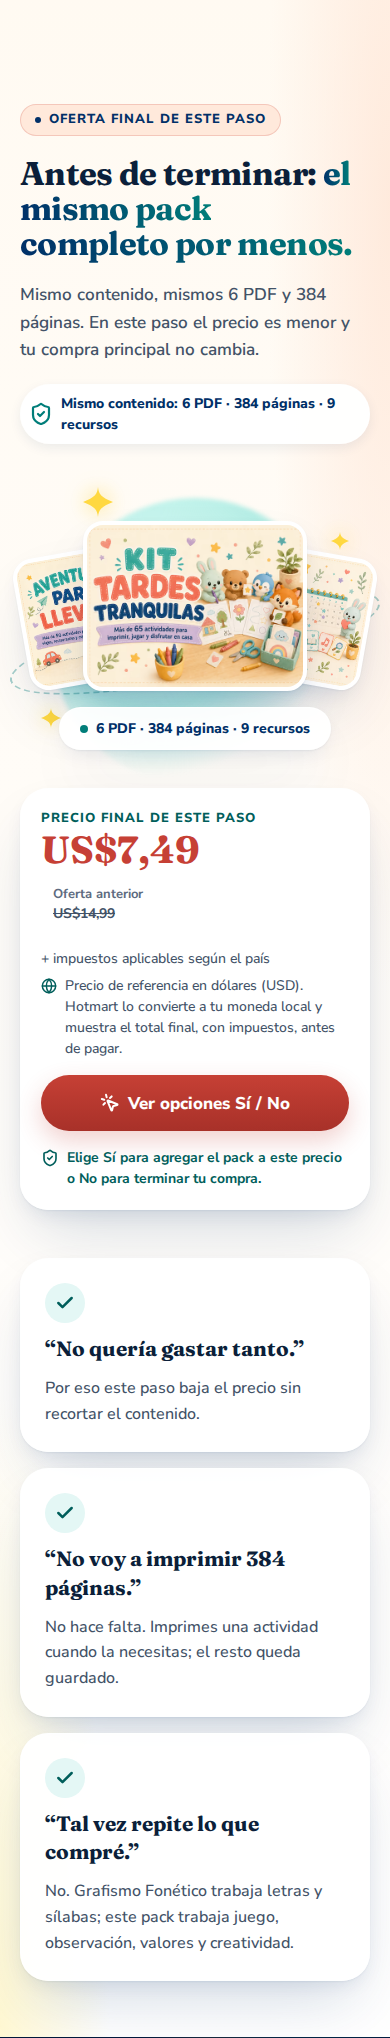 OFERTA FINAL DE ESTE PASO
Antes de terminar: el
mismo pack
completo por menos.
Mismo contenido, mismos 6 PDF y 384
páginas. En este paso el precio es menor y
tu compra principal no cambia.
Mismo contenido: 6 PDF · 384 páginas · 9
recursos
KIT
TARDES
TRANQUILAS
Más de 65 actividades para
imprimir, jugar y disfrutar en casa
6 PDF · 384 páginas · 9 recursos
PRECIO FINAL DE ESTE PASO
US$7,49
Oferta anterior
US$14,99
+ impuestos aplicables según el país
Precio de referencia en dólares (USD).
Hotmart lo convierte a tu moneda local y
muestra el total final, con impuestos, antes
de pagar.
Ver opciones Sí / No
Elige Sí para agregar el pack a este precio
o No para terminar tu compra.
“No quería gastar tanto.”
Por eso este paso baja el precio sin
recortar el contenido.
“No voy a imprimir 384
páginas.”
No hace falta. Imprimes una actividad
cuando la necesitas; el resto queda
guardado.
“Tal vez repite lo que
compré.”
No. Grafismo Fonético trabaja letras y
sílabas; este pack trabaja juego,
observación, valores y creatividad.